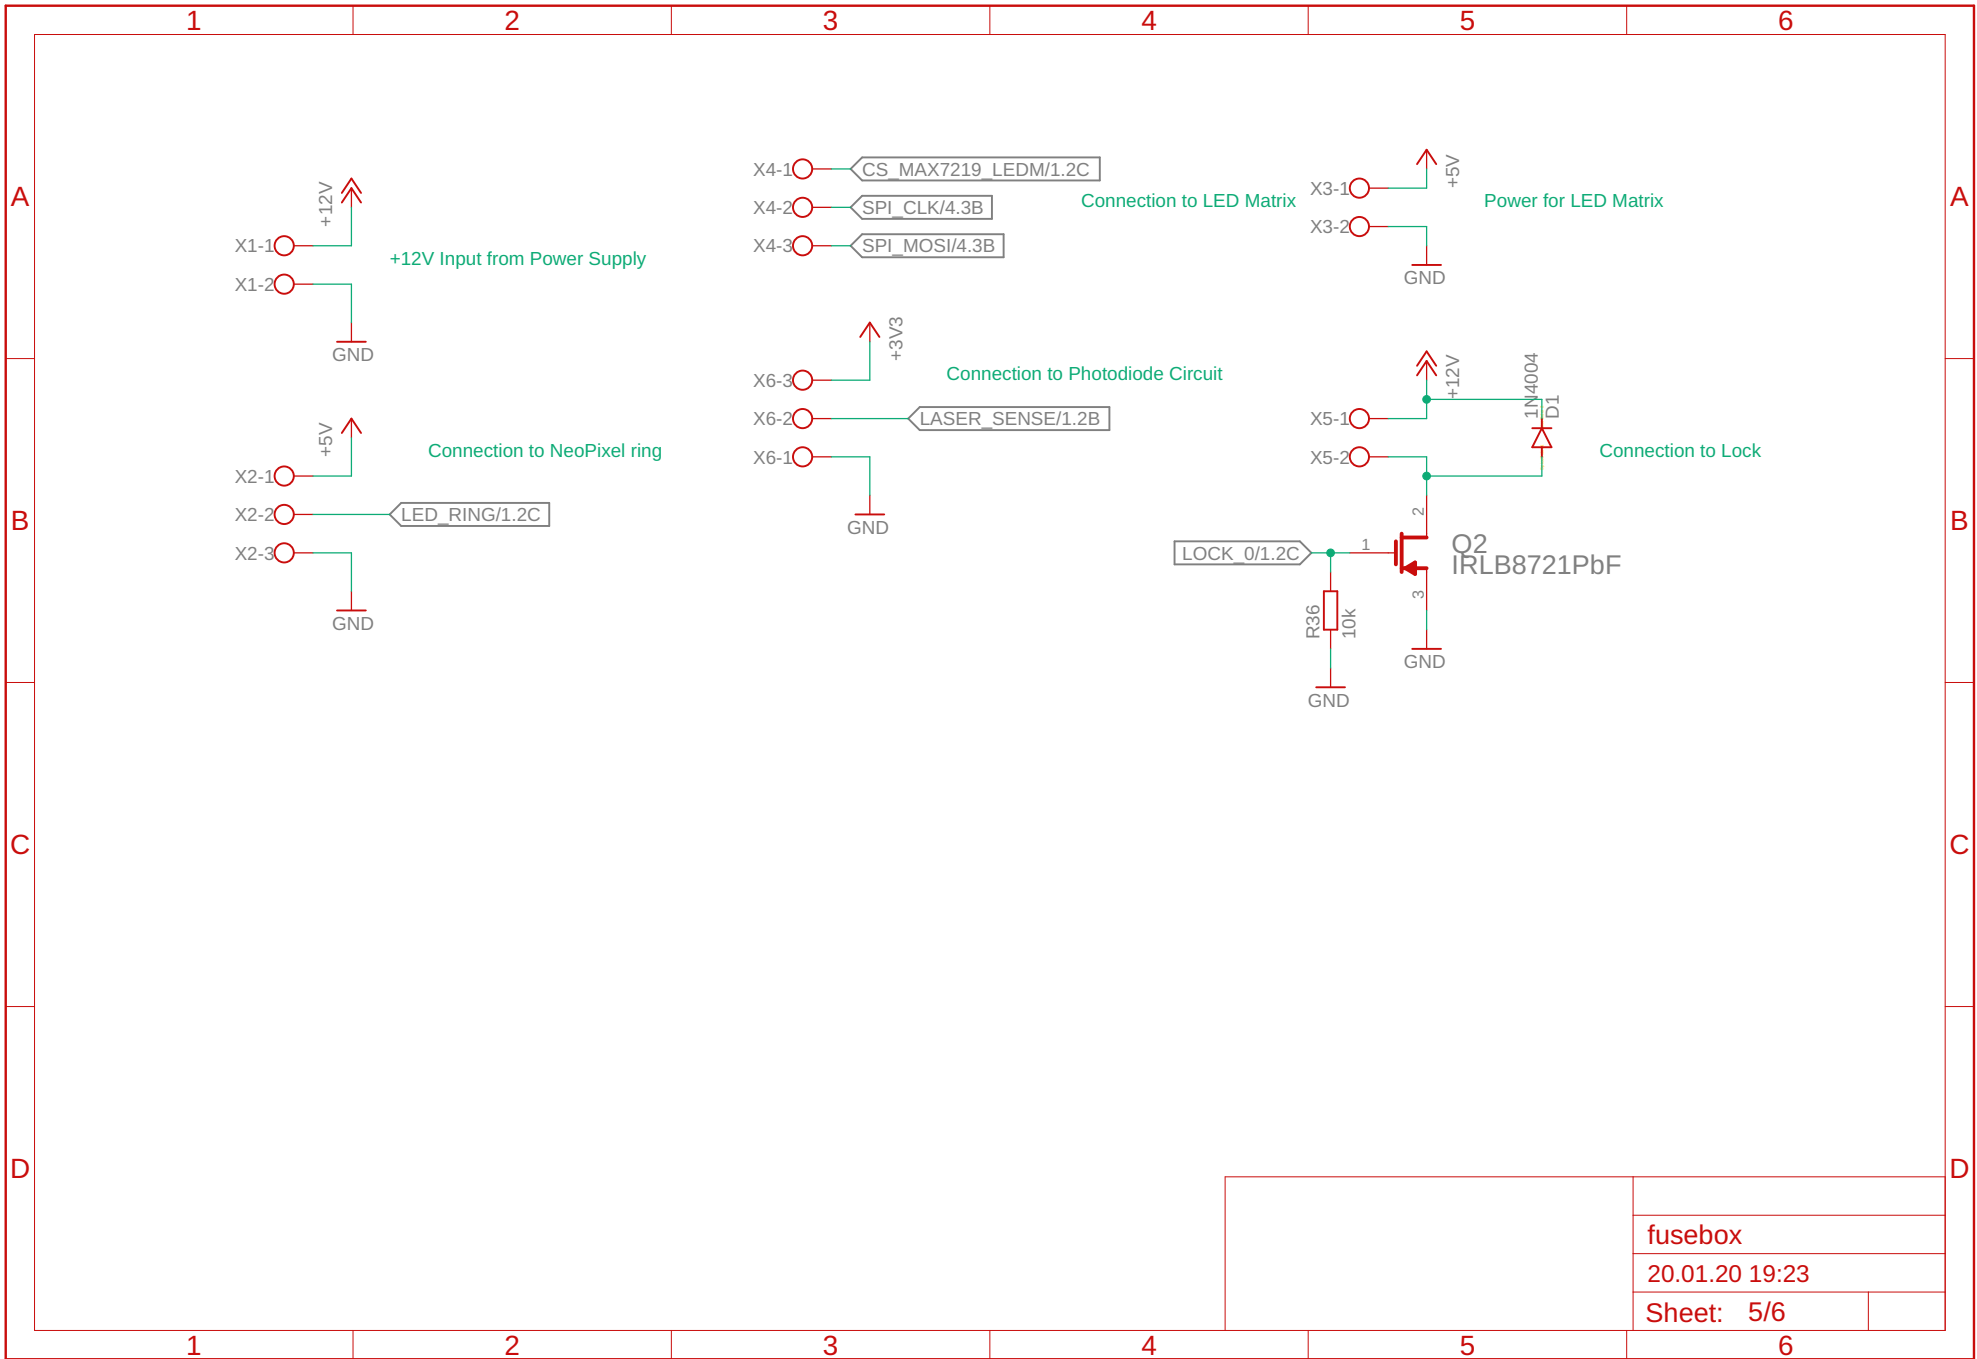 1 2 3 4 5 6
A A
+12V
X1-1
X1-2
+12V Input from Power Supply
GND
X4-1 CS_MAX7219_LEDM/1.2C
X4-2 SPI_CLK/4.3B
X4-3 SPI_MOSI/4.3B
Connection to LED Matrix
+5V
X3-1
X3-2
Power for LED Matrix
GND
+5V
Connection to NeoPixel ring
X2-1
X2-2 LED_RING/1.2C
X2-3
GND
+3V3
Connection to Photodiode Circuit
X6-3
X6-2 LASER_SENSE/1.2B
X6-1
GND
+12V
1N4004
D1
X5-1
X5-2
Connection to Lock
B B
2
LOCK_0/1.2C 1
Q2
IRLB8721PbF
3
R36
10k
GND
GND
C C
D D
fusebox
20.01.20 19:23
Sheet: 5/6
1 2 3 4 5 6